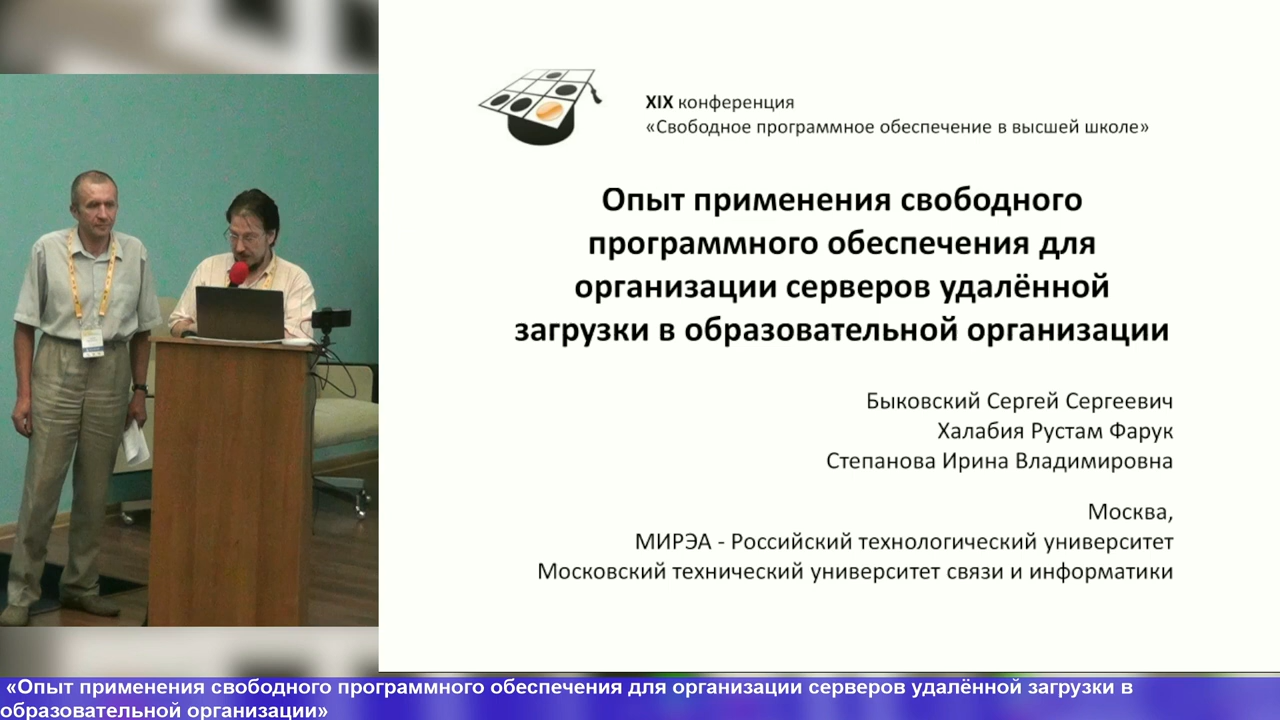 XIX конференция
«Свободное программное обеспечение в высшей школе»
Опыт применения свободного
программного обеспечения для
организации серверов удалённой
загрузки в образовательной организации
Быковский Сергей Сергеевич
Халабия Рустам Фарук
Степанова Ирина Владимировна
Москва,
МИРЭА - Российский технологический университет
Московский технический университет связи и информатики
«Опыт применения свободного программного обеспечения для организации серверов удалённой загрузки в
образовательной организации»